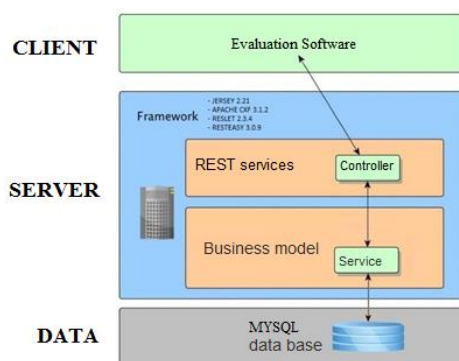 CLIENT
Evaluation Software
Framework
- JERSEY 2.21
- APACHE CXF 3.1.2
- RESLET 2.3.4
- RESTEASY 3.0.9
SERVER
REST services
Controller
Business model
Service
DATA
MYSQL
data base